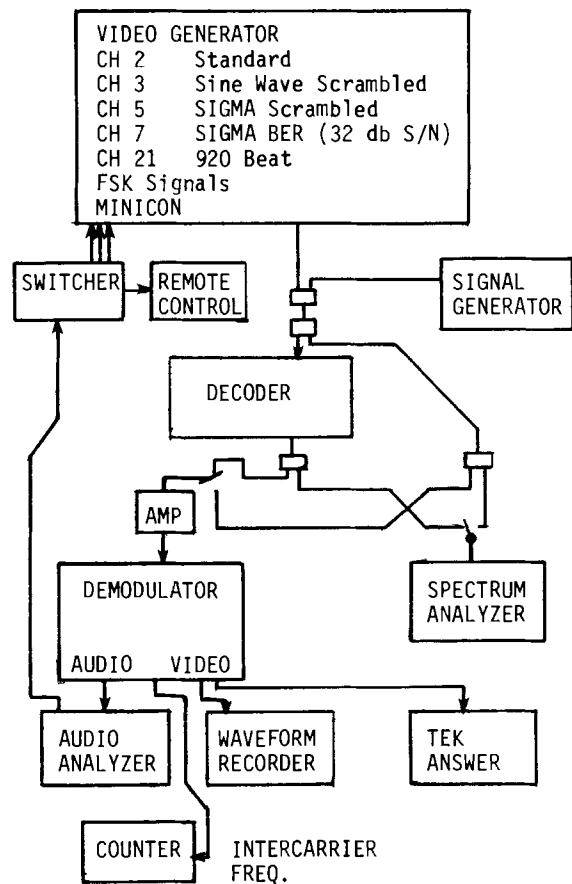 VIDEO GENERATOR
CH 2 Standard
CH 3 Sine Wave Scrambled
CH 5 SIGMA Scrambled
CH 7 SIGMA BER (32 db S/N)
CH 21 920 Beat
FSK Signals
MINICON
SWITCHER
REMOTE
CONTROL
SIGNAL
GENERATOR
DECODER
AMP
DEMODULATOR
AUDIO VIDEO
SPECTRUM
ANALYZER
AUDIO
ANALYZER
WAVEFORM
RECORDER
TEK
ANSWER
COUNTER
INTERCARRIER
FREQ.